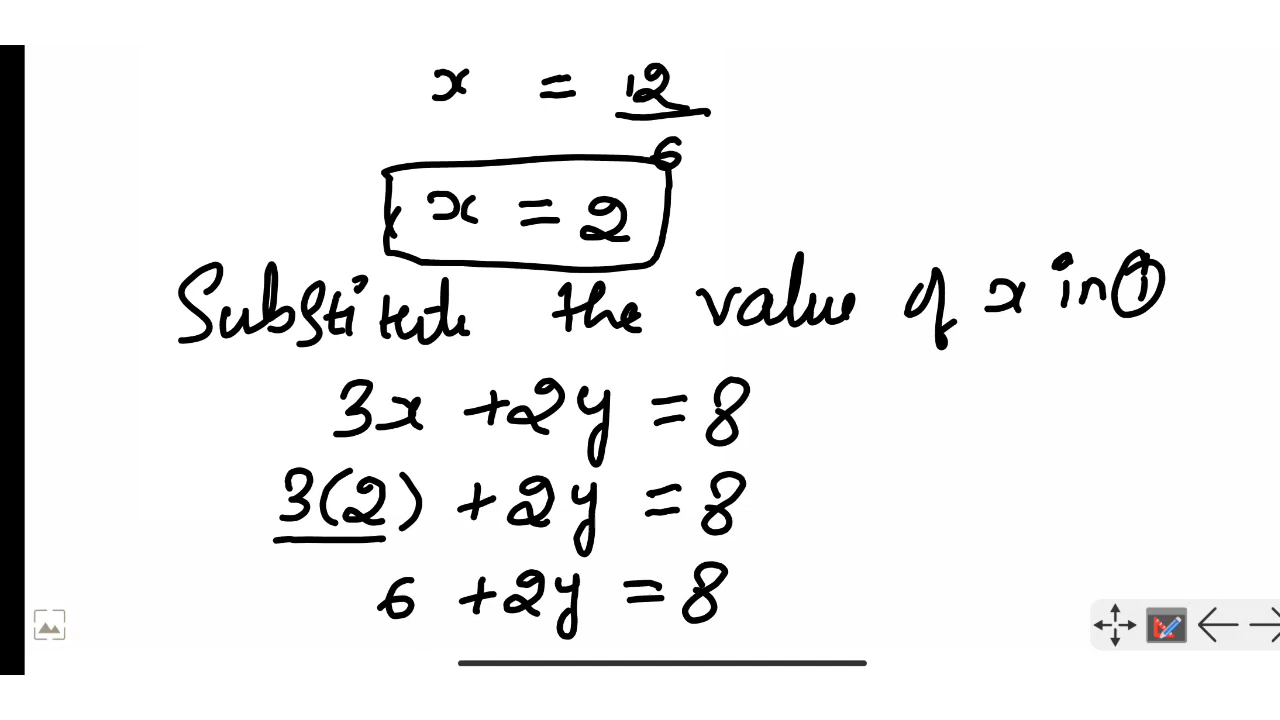 x = 12/6
x = 2
Substitute the value of x in ①
3x + 2y = 8
3(2) + 2y = 8
6 + 2y = 8